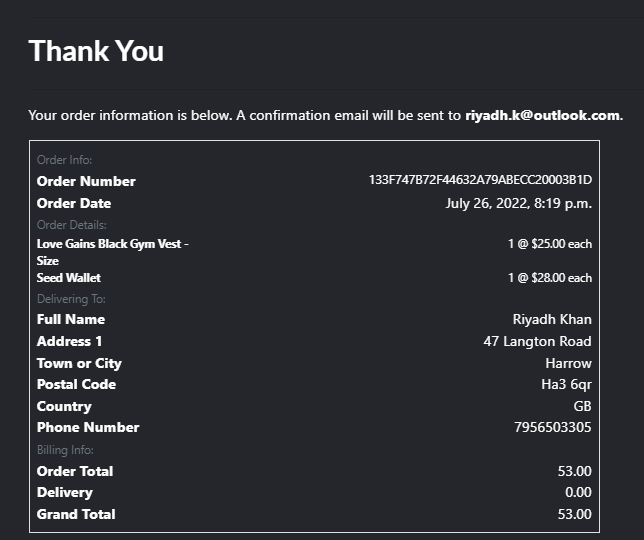 Thank You
Your order information is below. A confirmation email will be sent to riyadh.k@outlook.com.
Order Info:
Order Number 133F747B72F44632A79ABECC20003B1D
Order Date July 26, 2022, 8:19 p.m.
Order Details:
Love Gains Black Gym Vest - 1 @ $25.00 each
Size
Seed Wallet 1 @ $28.00 each
Delivering To:
Full Name Riyadh Khan
Address 1 47 Langton Road
Town or City Harrow
Postal Code Ha3 6qr
Country GB
Phone Number 7956503305
Billing Info:
Order Total 53.00
Delivery 0.00
Grand Total 53.00